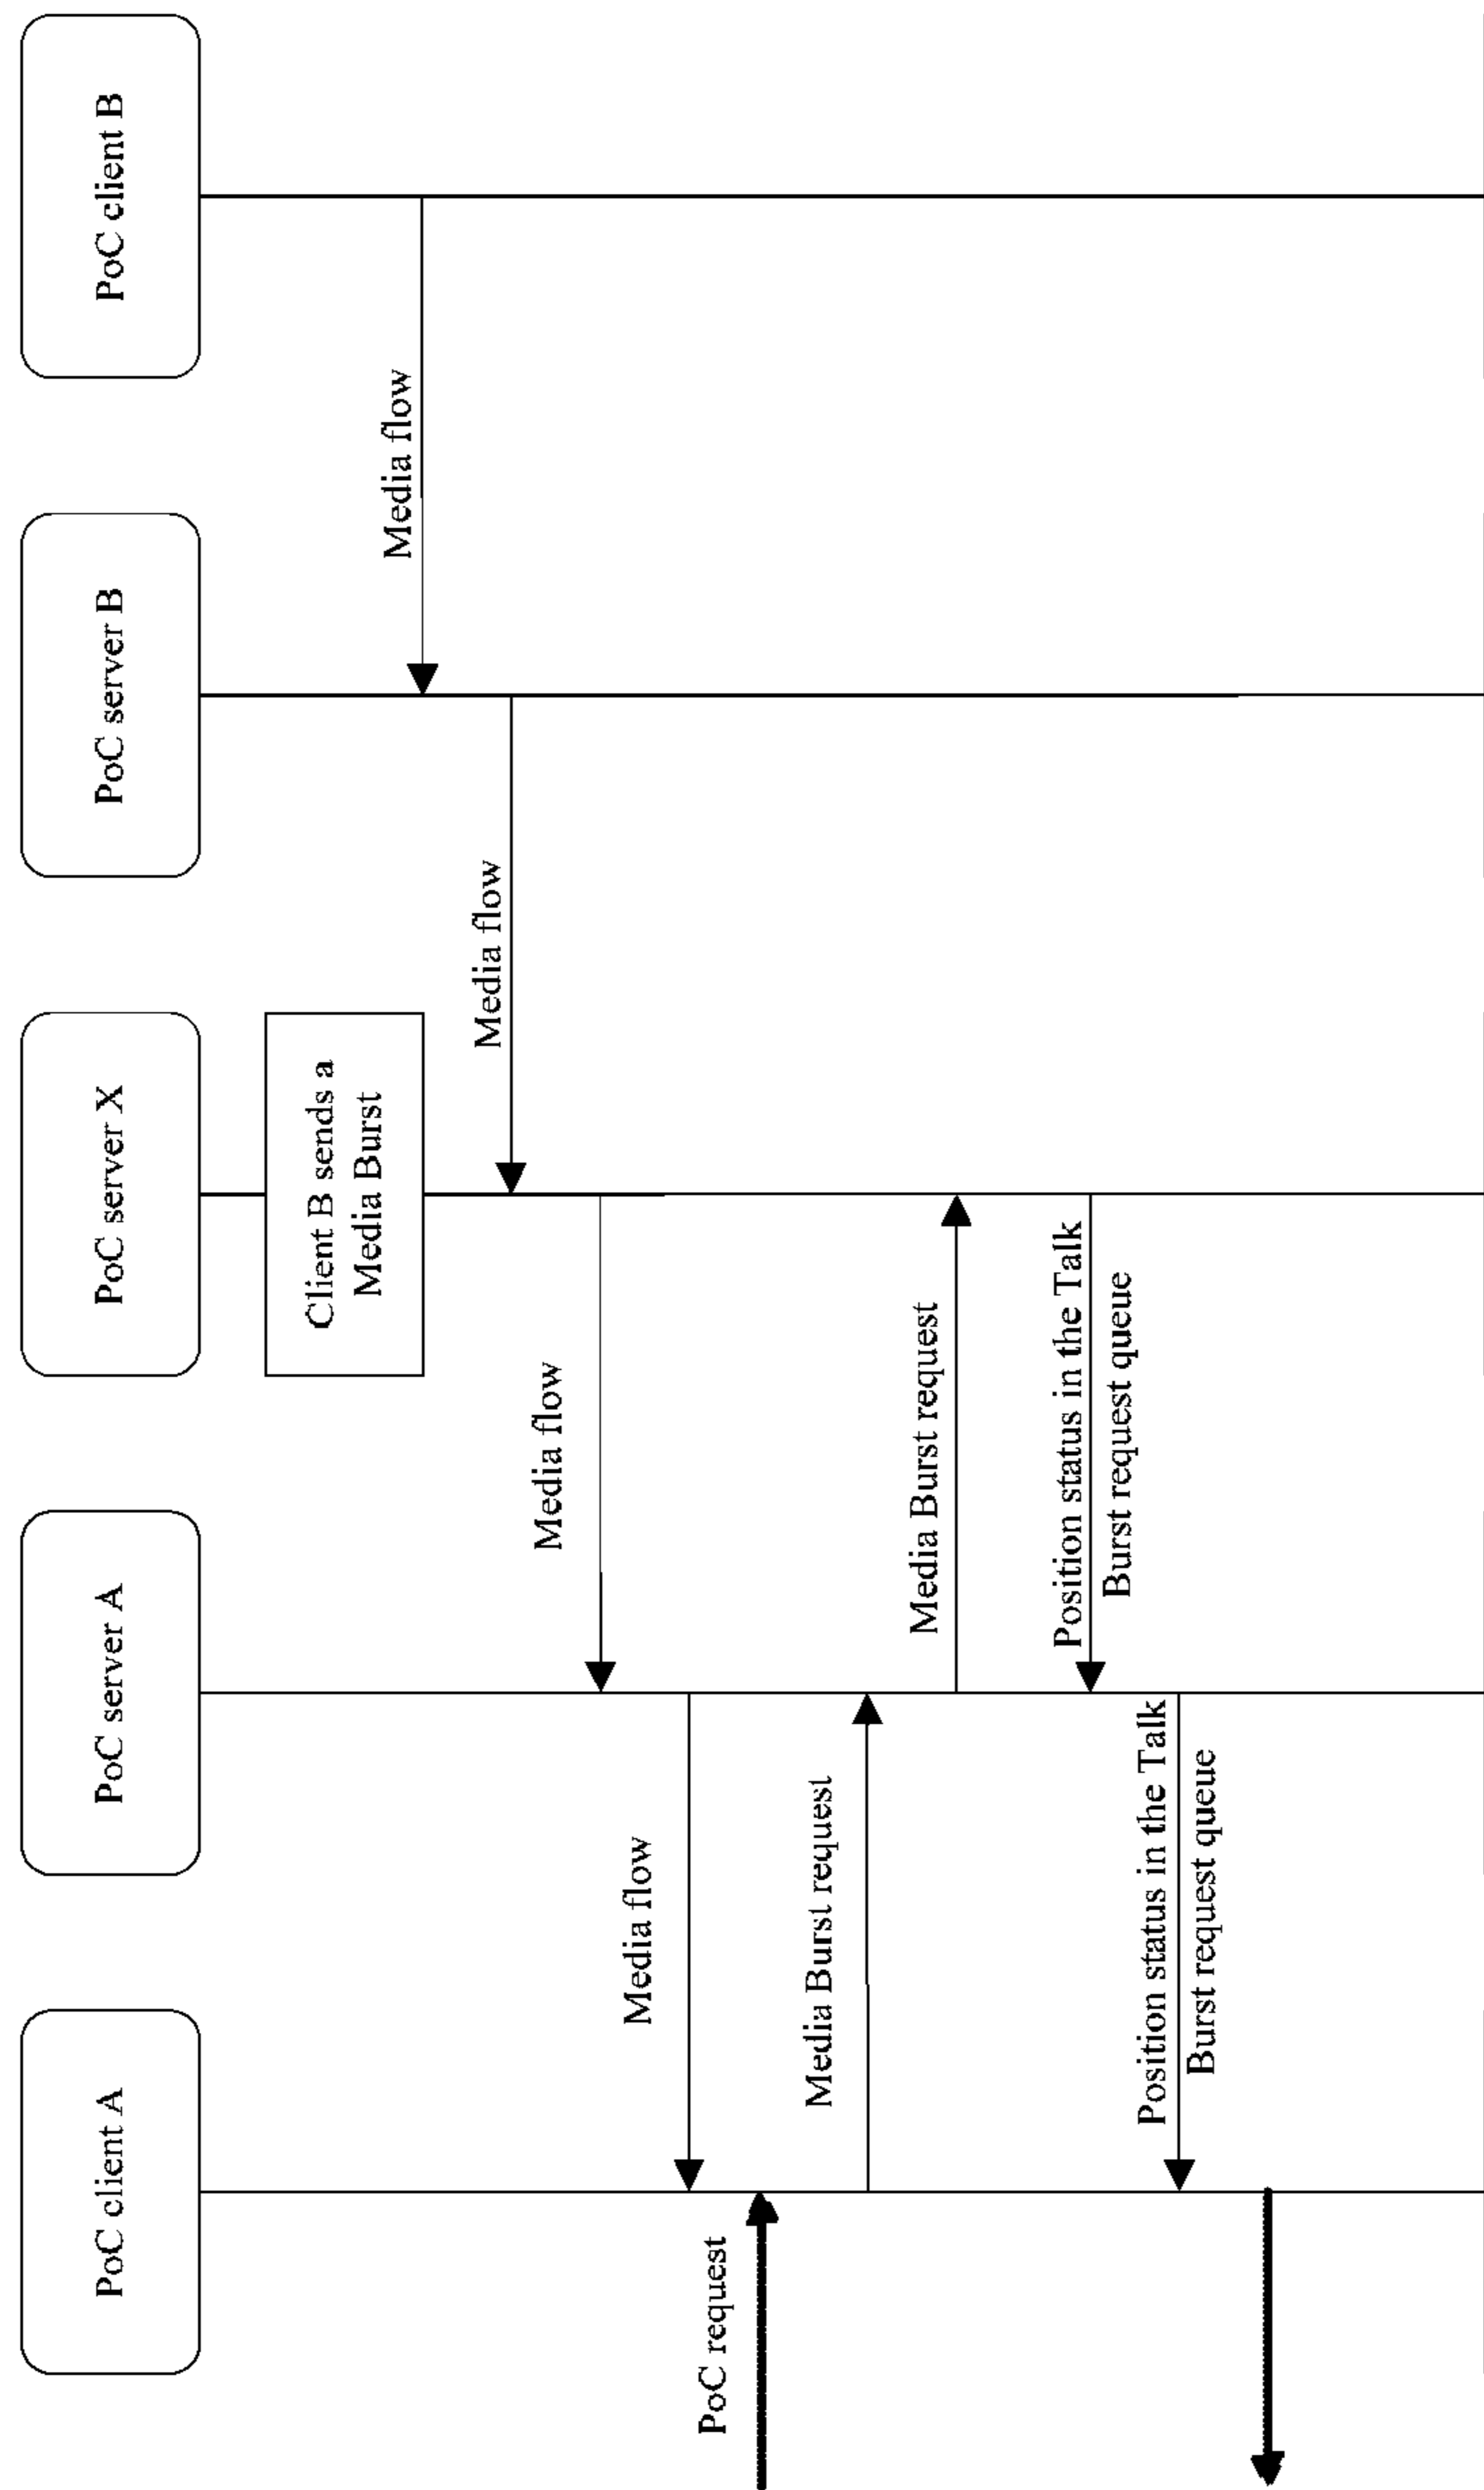 PoC client A
PoC server A
PoC server X
PoC server B
PoC client B
Client B sends a
Media Burst
Media flow
Media flow
Media flow
Media flow
PoC request
Media Burst request
Media Burst request
Position status in the Talk
Burst request queue
Position status in the Talk
Burst request queue